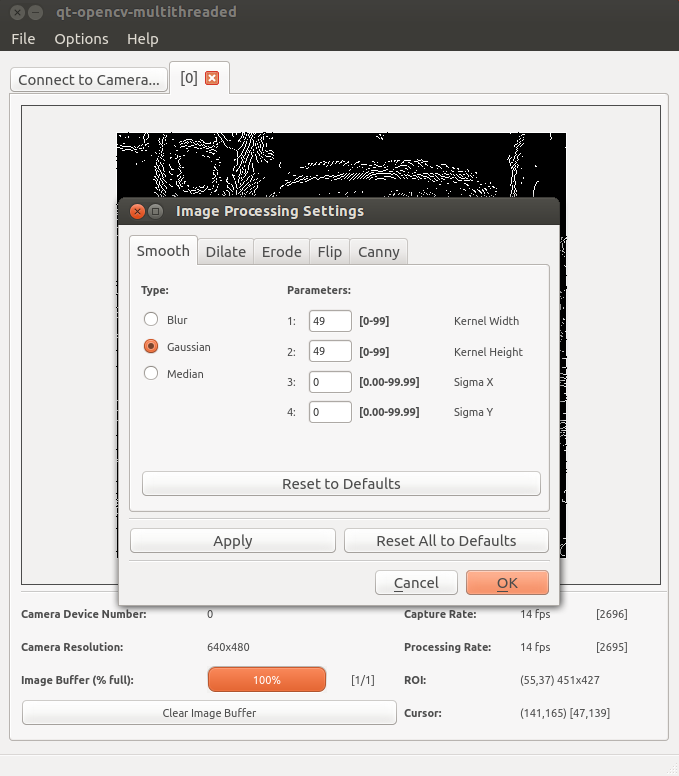 qt-opencv-multithreaded
File Options Help
Connect to Camera... [0]
Image Processing Settings
Smooth Dilate Erode Flip Canny
Type: Parameters:
Blur 1: 49 [0-99] Kernel Width
Gaussian 2: 49 [0-99] Kernel Height
Median 3: 0 [0.00-99.99] Sigma X
4: 0 [0.00-99.99] Sigma Y
Reset to Defaults
Apply Reset All to Defaults
Cancel OK
Camera Device Number: 0 Capture Rate: 14 fps [2696]
Camera Resolution: 640x480 Processing Rate: 14 fps [2695]
Image Buffer (% full): 100% [1/1] ROI: (55,37) 451x427
Clear Image Buffer Cursor: (141,165) [47,139]